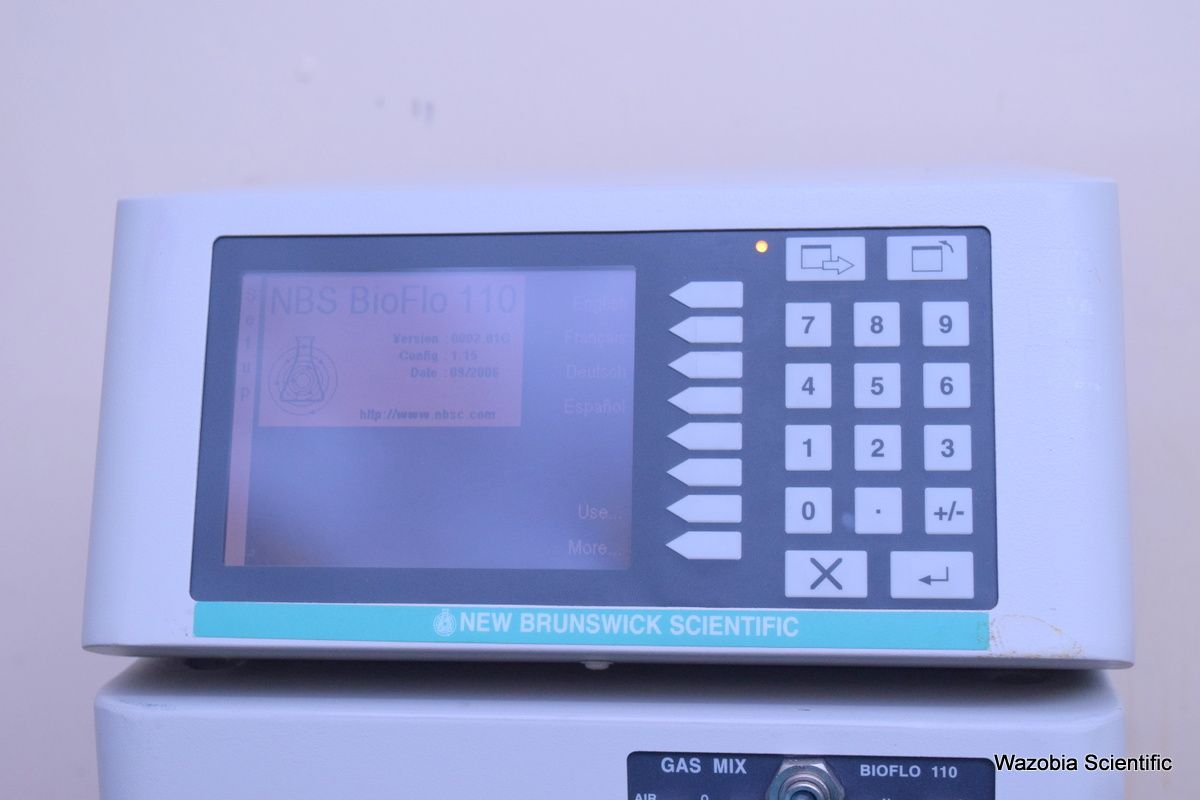 Setup
NBS BioFlo 110
Version : 0002.01G
Config : 1.15
Date : 09/2006
http://www.nbsc.com
English
Français
Deutsch
Español
Use...
More...
7 8 9
4 5 6
1 2 3
0 . +/-
NEW BRUNSWICK SCIENTIFIC
GAS MIX
BIOFLO 110
AIR
Wazobia Scientific